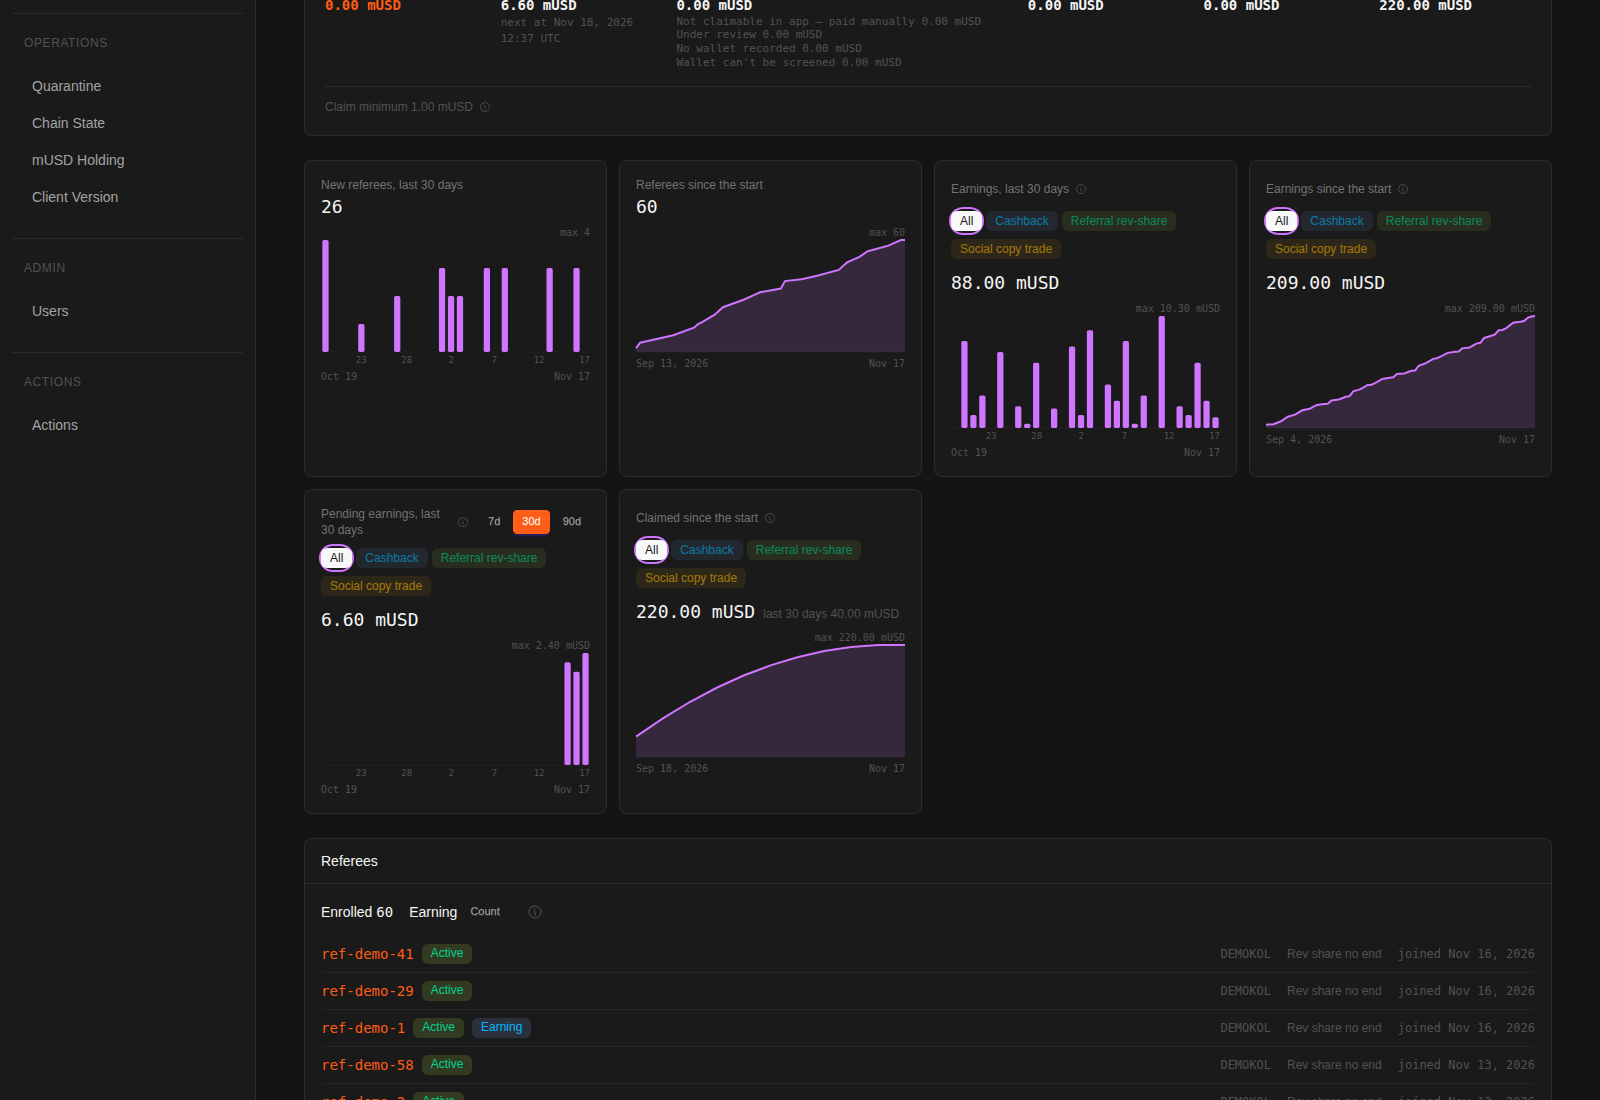 OPERATIONS
Quarantine
Chain State
mUSD Holding
Client Version
ADMIN
Users
ACTIONS
Actions
0.00 mUSD
6.60 mUSD
next at Nov 18, 2026
12:37 UTC
0.00 mUSD
Not claimable in app — paid manually 0.00 mUSD
Under review 0.00 mUSD
No wallet recorded 0.00 mUSD
Wallet can't be screened 0.00 mUSD
0.00 mUSD
0.00 mUSD
220.00 mUSD
Claim minimum 1.00 mUSD
New referees, last 30 days
26
max 4
23 28 2 7 12 17
Oct 19 Nov 17
Referees since the start
60
max 60
Sep 13, 2026 Nov 17
Earnings, last 30 days
All Cashback Referral rev-share
Social copy trade
88.00 mUSD
max 10.30 mUSD
23 28 2 7 12 17
Oct 19 Nov 17
Earnings since the start
All Cashback Referral rev-share
Social copy trade
209.00 mUSD
max 209.00 mUSD
Sep 4, 2026 Nov 17
Pending earnings, last
30 days
7d 30d 90d
All Cashback Referral rev-share
Social copy trade
6.60 mUSD
max 2.40 mUSD
23 28 2 7 12 17
Oct 19 Nov 17
Claimed since the start
All Cashback Referral rev-share
Social copy trade
220.00 mUSD last 30 days 40.00 mUSD
max 220.00 mUSD
Sep 18, 2026 Nov 17
Referees
Enrolled 60 Earning Count
ref-demo-41 Active DEMOKOL Rev share no end joined Nov 16, 2026
ref-demo-29 Active DEMOKOL Rev share no end joined Nov 16, 2026
ref-demo-1 Active Earning DEMOKOL Rev share no end joined Nov 16, 2026
ref-demo-58 Active DEMOKOL Rev share no end joined Nov 13, 2026
Active DEMOKOL Rev share no end joined Nov 13, 2026